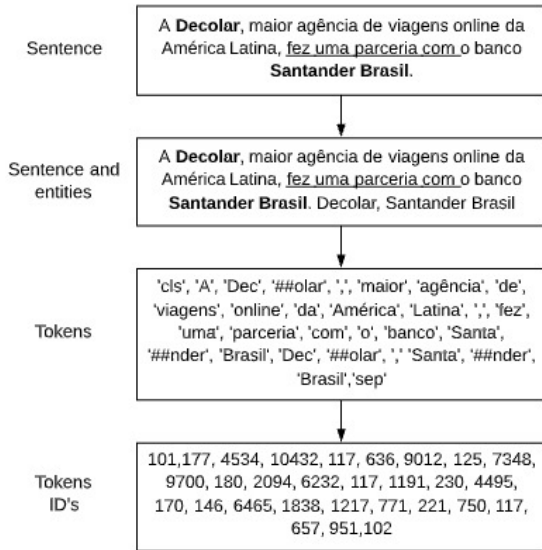 Sentence
A Decolar, maior agência de viagens online da
América Latina, fez uma parceria com o banco
Santander Brasil.
Sentence and
entities
A Decolar, maior agência de viagens online da
América Latina, fez uma parceria com o banco
Santander Brasil. Decolar, Santander Brasil
Tokens
'cls', 'A', 'Dec', '##olar', ',', 'maior', 'agência', 'de',
'viagens', 'online', 'da', 'América', 'Latina', ',', 'fez',
'uma', 'parceria', 'com', 'o', 'banco', 'Santa',
'##nder', 'Brasil', 'Dec', '##olar', ',' 'Santa', '##nder',
'Brasil','sep'
Tokens
ID's
101,177, 4534, 10432, 117, 636, 9012, 125, 7348,
9700, 180, 2094, 6232, 117, 1191, 230, 4495,
170, 146, 6465, 1838, 1217, 771, 221, 750, 117,
657, 951,102